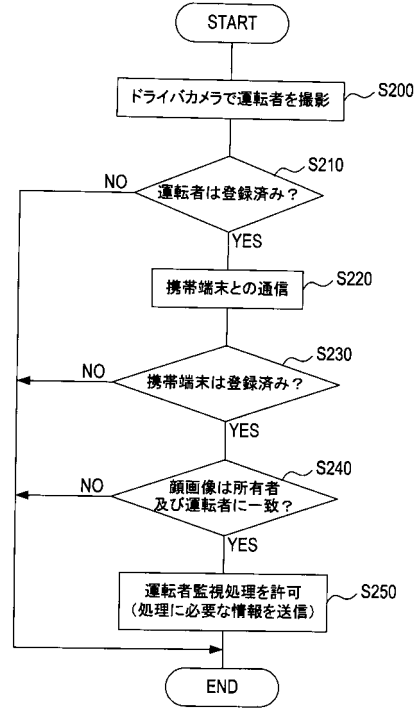 START
ドライバカメラで運転者を撮影
S200
S210
運転者は登録済み？
NO
YES
携帯端末との通信
S220
S230
携帯端末は登録済み？
NO
YES
S240
顔画像は所有者
及び運転者に一致？
NO
YES
運転者監視処理を許可
（処理に必要な情報を送信）
S250
END